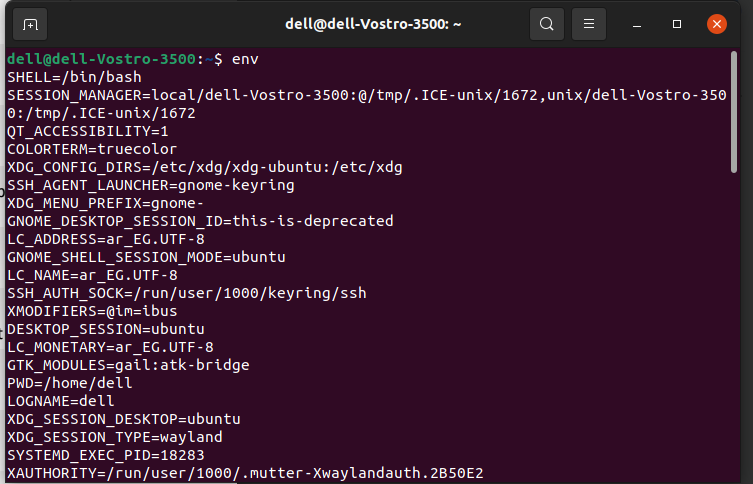 dell@dell-Vostro-3500: ~
dell@dell-Vostro-3500:~$ env
SHELL=/bin/bash
SESSION_MANAGER=local/dell-Vostro-3500:@/tmp/.ICE-unix/1672,unix/dell-Vostro-350
0:/tmp/.ICE-unix/1672
QT_ACCESSIBILITY=1
COLORTERM=truecolor
XDG_CONFIG_DIRS=/etc/xdg/xdg-ubuntu:/etc/xdg
SSH_AGENT_LAUNCHER=gnome-keyring
XDG_MENU_PREFIX=gnome-
GNOME_DESKTOP_SESSION_ID=this-is-deprecated
LC_ADDRESS=ar_EG.UTF-8
GNOME_SHELL_SESSION_MODE=ubuntu
LC_NAME=ar_EG.UTF-8
SSH_AUTH_SOCK=/run/user/1000/keyring/ssh
XMODIFIERS=@im=ibus
DESKTOP_SESSION=ubuntu
LC_MONETARY=ar_EG.UTF-8
GTK_MODULES=gail:atk-bridge
PWD=/home/dell
LOGNAME=dell
XDG_SESSION_DESKTOP=ubuntu
XDG_SESSION_TYPE=wayland
SYSTEMD_EXEC_PID=18283
XAUTHORITY=/run/user/1000/.mutter-Xwaylandauth.2B50E2